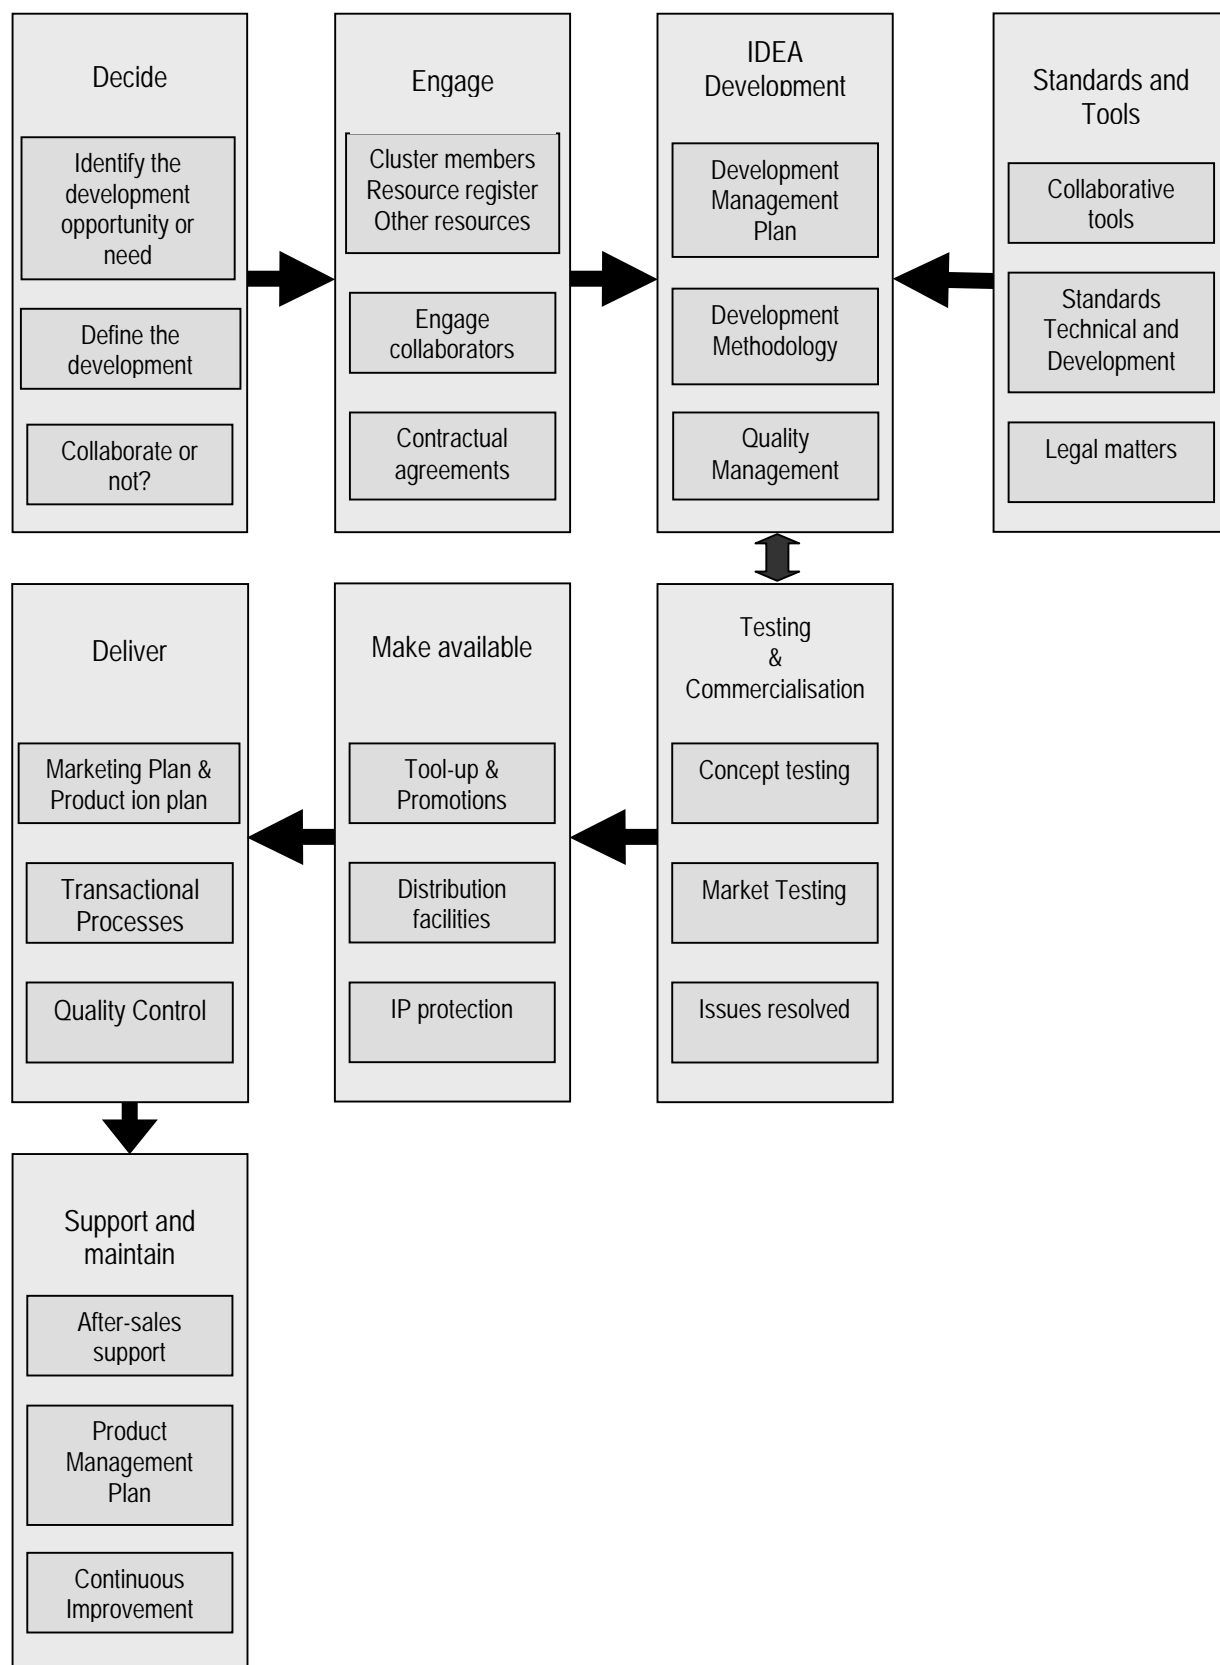 Decide
Identify the
development
opportunity or
need
Define the
development
Collaborate or
not?
Engage
Cluster members
Resource register
Other resources
Engage
collaborators
Contractual
agreements
IDEA
Development
Development
Management
Plan
Development
Methodology
Quality
Management
Standards and
Tools
Collaborative
tools
Standards
Technical and
Development
Legal matters
Deliver
Marketing Plan &
Product ion plan
Transactional
Processes
Quality Control
Make available
Tool-up &
Promotions
Distribution
facilities
IP protection
Testing
&
Commercialisation
Concept testing
Market Testing
Issues resolved
Support and
maintain
After-sales
support
Product
Management
Plan
Continuous
Improvement